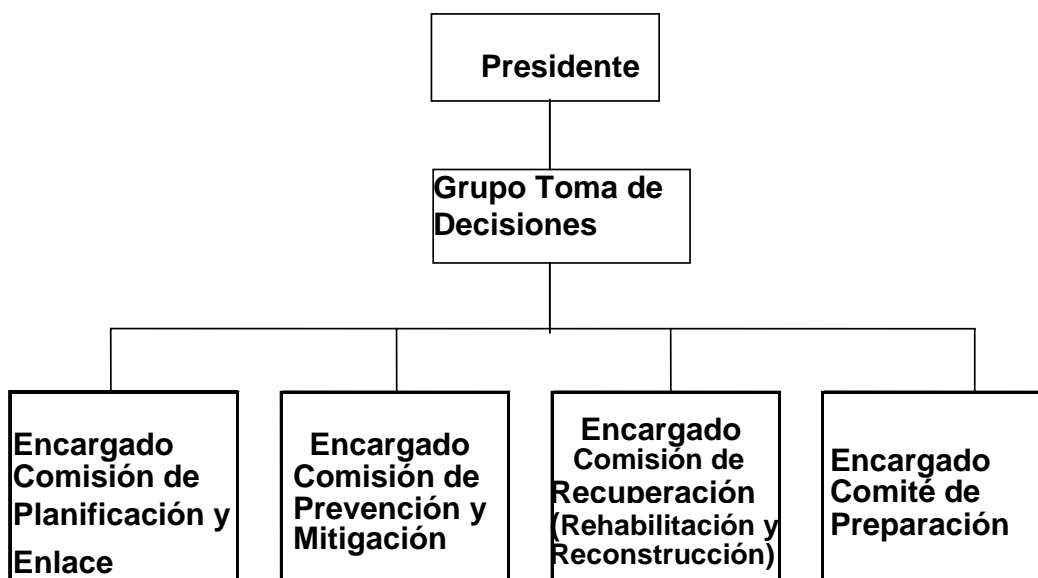 Presidente
Grupo Toma de
Decisiones
Encargado
Comisión de
Planificación y
Enlace
Encargado
Comisión de
Prevención y
Mitigación
Encargado
Comisión de
Recuperación
(Rehabilitación y
Reconstrucción)
Encargado
Comité de
Preparación